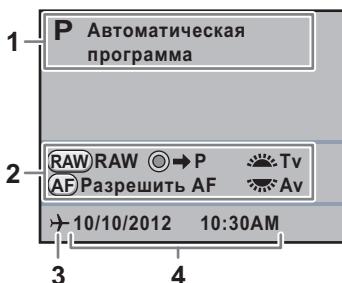 1
P Автоматическая
программа
2
RAW RAW P Tv
AF Разрешить AF Av
10/10/2012 10:30AM
3 4